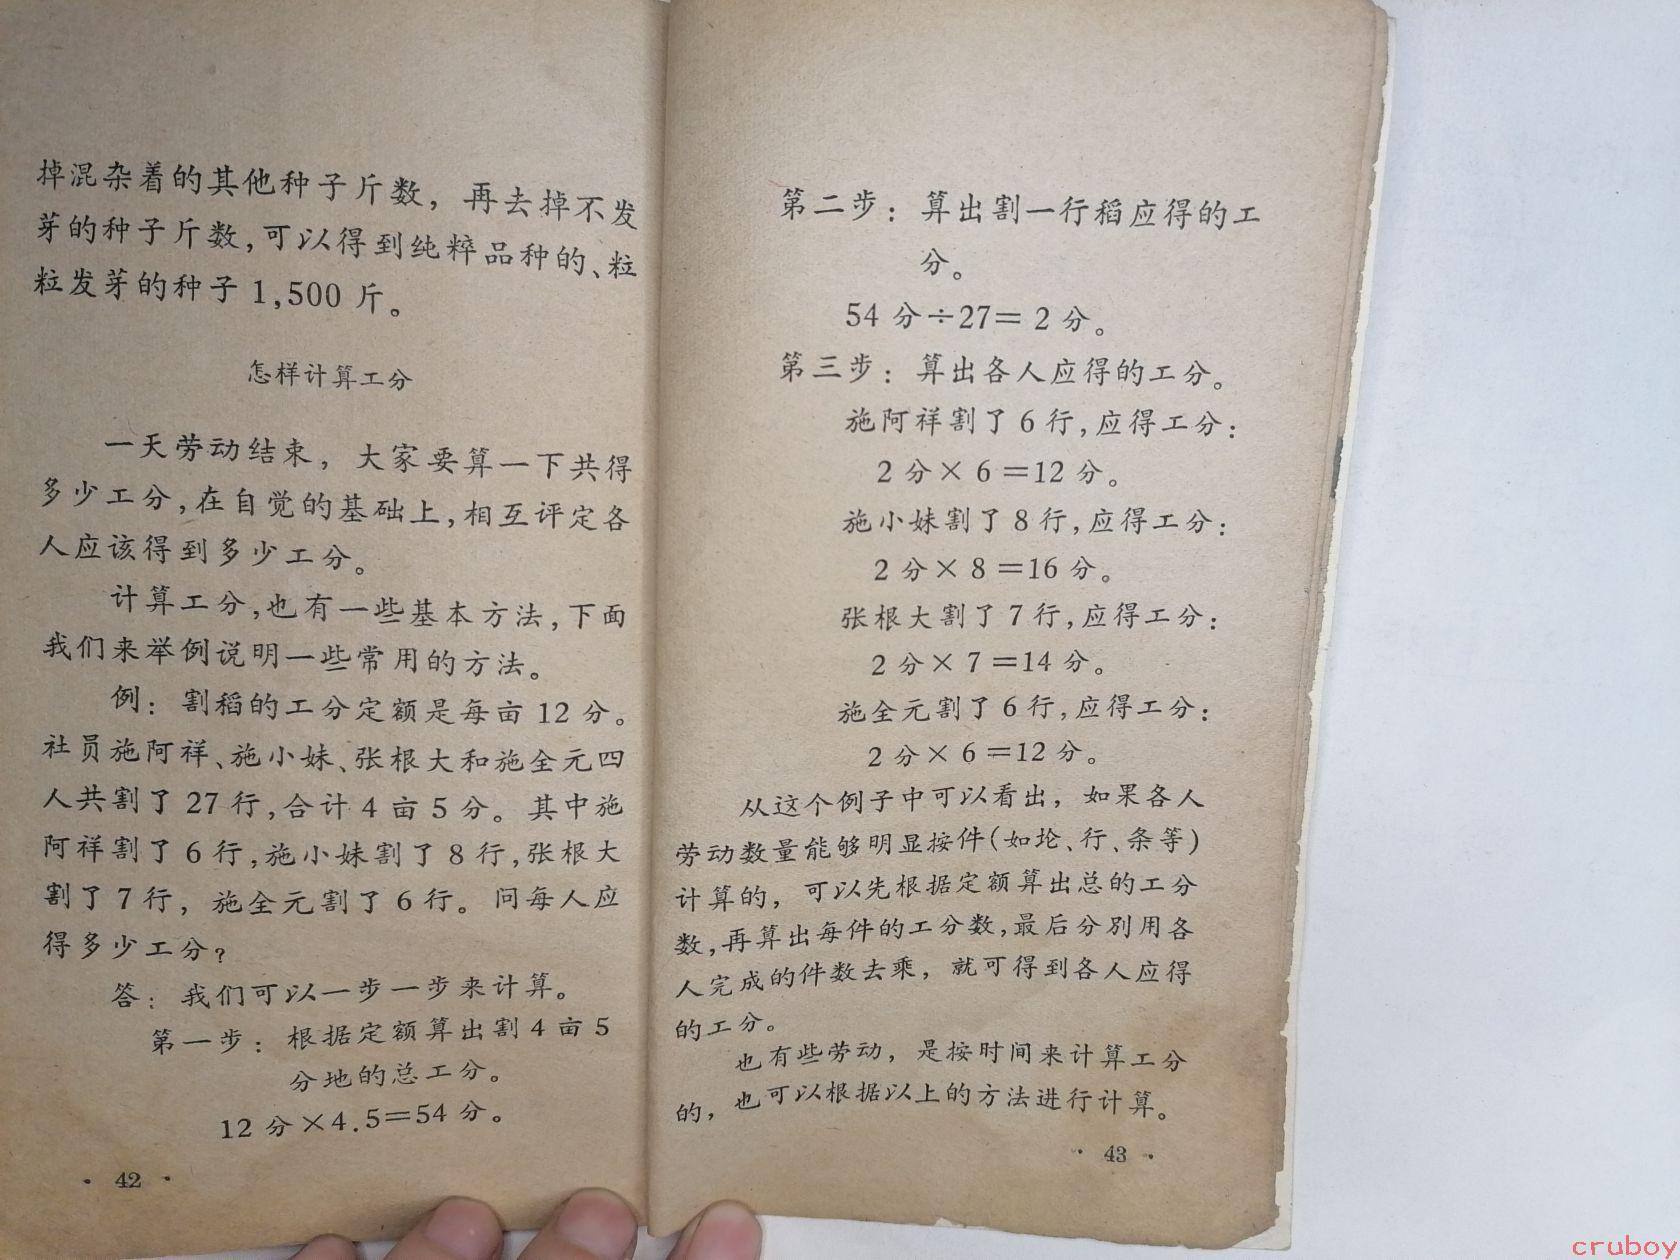 掉混杂着的其他种子斤数，再去掉不发
芽的种子斤数，可以得到纯粹品种的、粒
粒发芽的种子 1,500 斤。
怎样计算工分
一天劳动结束，大家要算一下共得
多少工分，在自觉的基础上，相互评定各
人应该得到多少工分。
计算工分，也有一些基本方法，下面
我们来举例说明一些常用的方法。
例：割稻的工分定额是每亩 12 分。
社员施阿祥、施小妹、张根大和施全元四
人共割了 27 行，合计 4 亩 5 分。其中施
阿祥割了 6 行，施小妹割了 8 行，张根大
割了 7 行，施全元割了 6 行。问每人应
得多少工分？
答：我们可以一步一步来计算。
第一步：根据定额算出割 4 亩 5
分地的总工分。
12 分×4.5=54 分。
· 42 ·
第二步：算出割一行稻应得的工
分。
54 分÷27= 2 分。
第三步：算出各人应得的工分。
施阿祥割了 6 行，应得工分：
2 分× 6 =12 分。
施小妹割了 8 行，应得工分：
2 分× 8 =16 分。
张根大割了 7 行，应得工分：
2 分× 7 =14 分。
施全元割了 6 行，应得工分：
2 分× 6 =12 分。
从这个例子中可以看出，如果各人
劳动数量能够明显按件(如坨、行、条等)
计算的，可以先根据定额算出总的工分
数，再算出每件的工分数，最后分别用各
人完成的件数去乘，就可得到各人应得
的工分。
也有些劳动，是按时间来计算工分
的，也可以根据以上的方法进行计算。
· 43 ·
cruboy